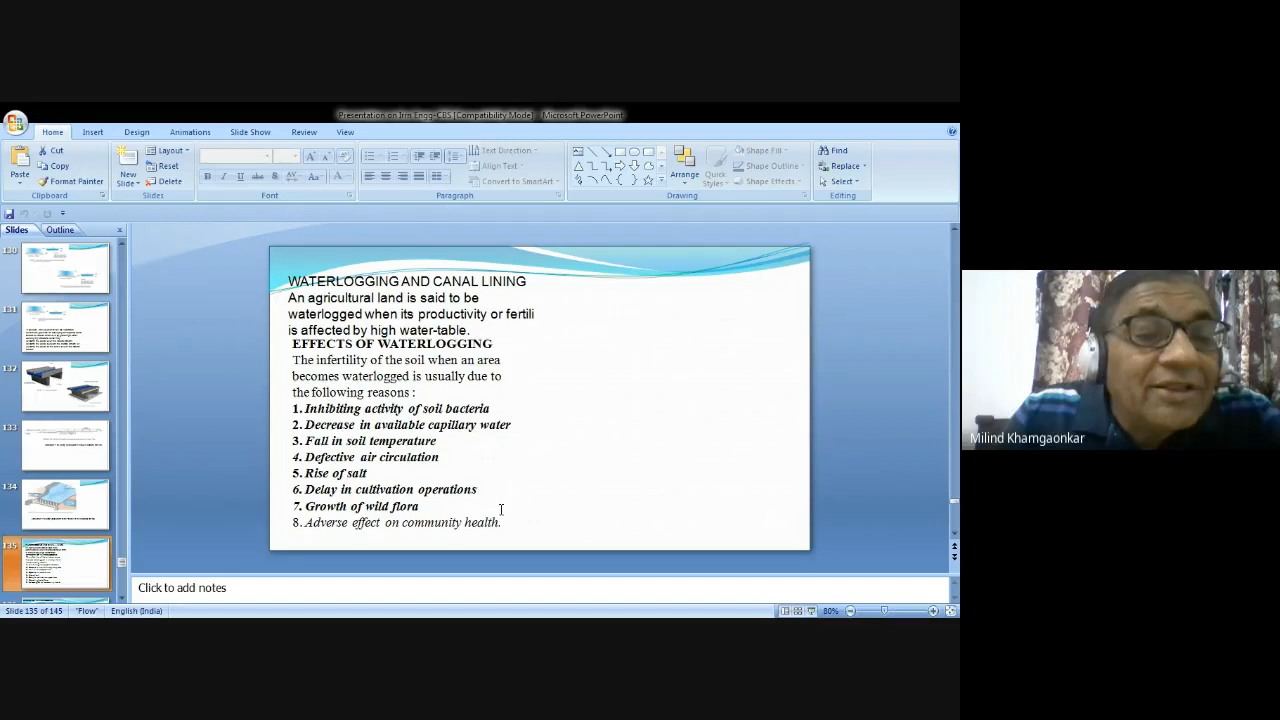 Presentation on Irrn Engg-CBS [Compatibility Mode] - Microsoft PowerPoint
Home Insert Design Animations Slide Show Review View
Paste
Cut
Copy
Format Painter
Clipboard
New Slide
Layout
Reset
Delete
Slides
Font
Text Direction
Align Text
Convert to SmartArt
Paragraph
Arrange
Quick Styles
Shape Fill
Shape Outline
Shape Effects
Drawing
Find
Replace
Select
Editing
Slides Outline
130
131
132
133
134
135
WATERLOGGING AND CANAL LINING
An agricultural land is said to be
waterlogged when its productivity or fertili
is affected by high water-table.
EFFECTS OF WATERLOGGING
The infertility of the soil when an area
becomes waterlogged is usually due to
the following reasons :
1. Inhibiting activity of soil bacteria
2. Decrease in available capillary water
3. Fall in soil temperature
4. Defective air circulation
5. Rise of salt
6. Delay in cultivation operations
7. Growth of wild flora
8. Adverse effect on community health.
Click to add notes
Slide 135 of 145 "Flow" English (India) 80%
Milind Khamgaonkar